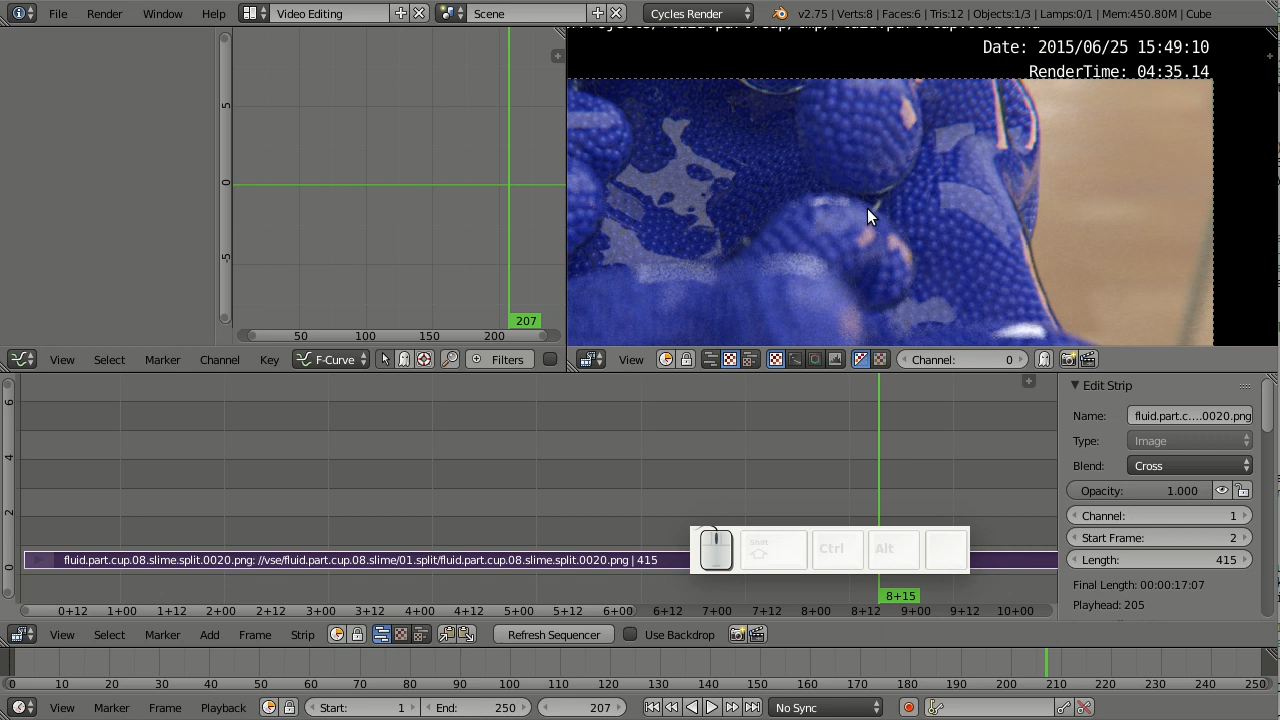 File Render Window Help Video Editing Scene Cycles Render v2.75 | Verts:8 | Faces:6 | Tris:12 | Objects:1/3 | Lamps:0/1 | Mem:450.80M | Cube
Date: 2015/06/25 15:49:10
RenderTime: 04:35.14
5
0
-5
207
50 100 150 200
View Select Marker Channel Key F-Curve Filters View Channel: 0
6
4
2
0
Edit Strip
Name: fluid.part.c....0020.png
Type: Image
Blend: Cross
Opacity: 1.000
Channel: 1
Start Frame: 2
Length: 415
Final Length: 00:00:17:07
Playhead: 205
fluid.part.cup.08.slime.split.0020.png: //vse/fluid.part.cup.08.slime/01.split/fluid.part.cup.08.slime.split.0020.png | 415
Shift Ctrl Alt
8+15
0+12 1+00 1+12 2+00 2+12 3+00 3+12 4+00 4+12 5+00 5+12 6+00 6+12 7+00 7+12 8+00 8+12 9+00 9+12 10+00
View Select Marker Add Frame Strip Refresh Sequencer Use Backdrop
0 10 20 30 40 50 60 70 80 90 100 110 120 130 140 150 160 170 180 190 200 210 220 230 240 250
View Marker Frame Playback Start: 1 End: 250 207 No Sync